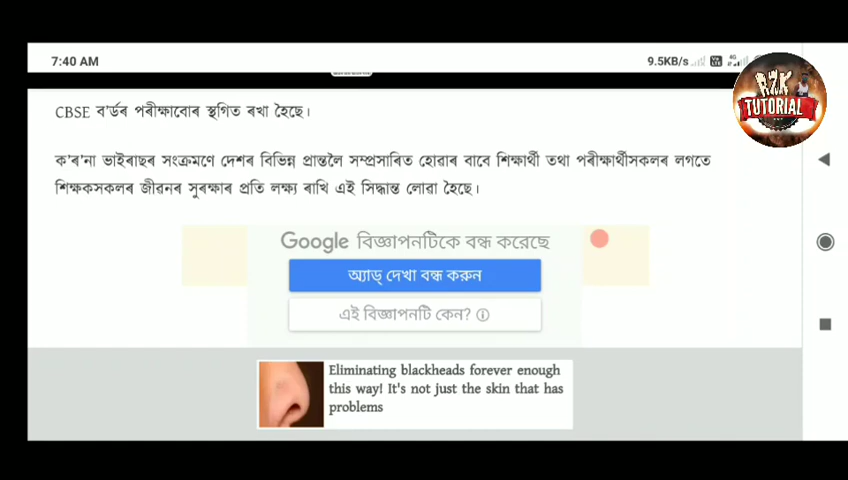 7:40 AM
9.5KB/s
4G
RZK
TUTORIAL
CBSE ব'ৰ্ডৰ পৰীক্ষাবোৰ স্থগিত ৰখা হৈছে।
ক'ৰ'না ভাইৰাছৰ সংক্ৰমণে দেশৰ বিভিন্ন প্ৰান্তলৈ সম্প্ৰসাৰিত হোৱাৰ বাবে শিক্ষাৰ্থী তথা পৰীক্ষাৰ্থীসকলৰ লগতে
শিক্ষকসকলৰ জীৱনৰ সুৰক্ষাৰ প্ৰতি লক্ষ্য ৰাখি এই সিদ্ধান্ত লোৱা হৈছে।
Google বিজ্ঞাপনটিকে বন্ধ করেছে
অ্যাড্ দেখা বন্ধ করুন
এই বিজ্ঞাপনটি কেন?
Eliminating blackheads forever enough
this way! It's not just the skin that has
problems